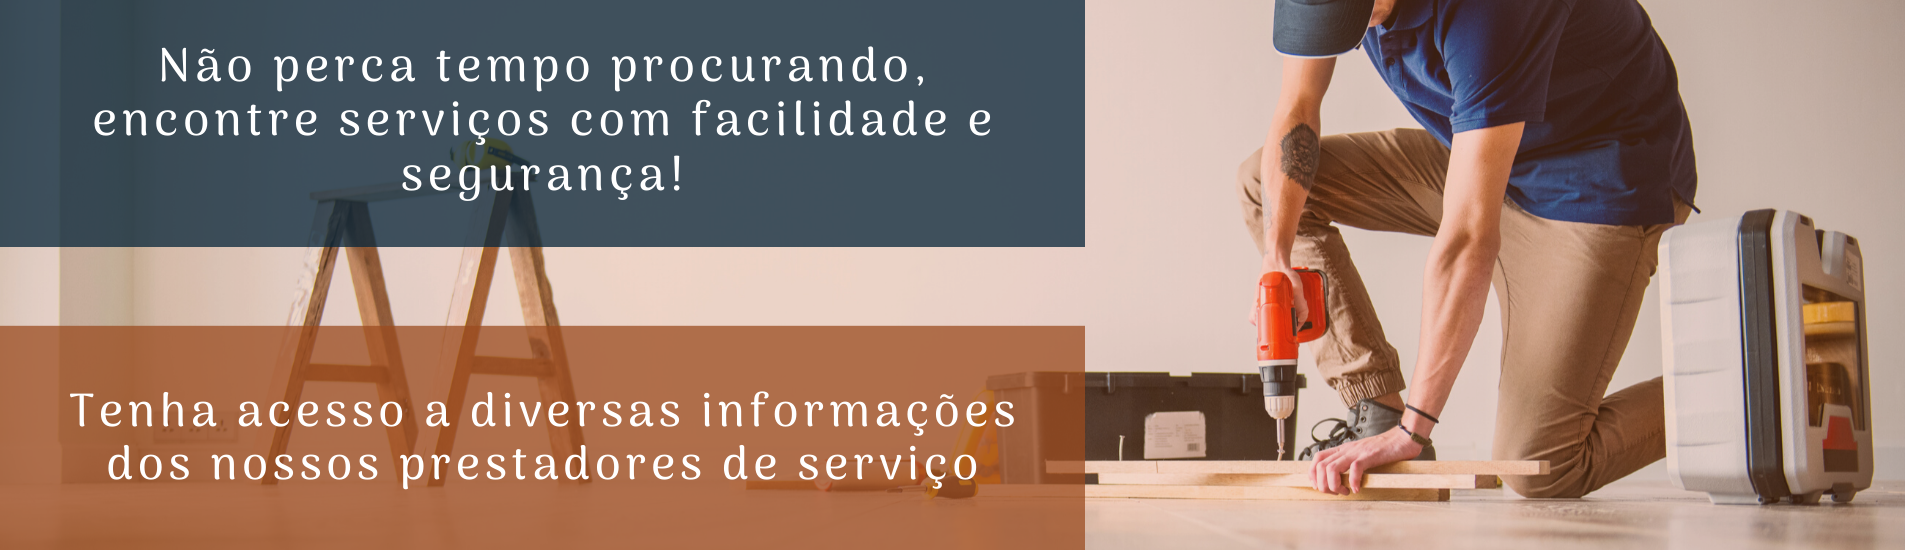 Não perca tempo procurando,
encontre serviços com facilidade e
segurança!
Tenha acesso a diversas informações
dos nossos prestadores de serviço